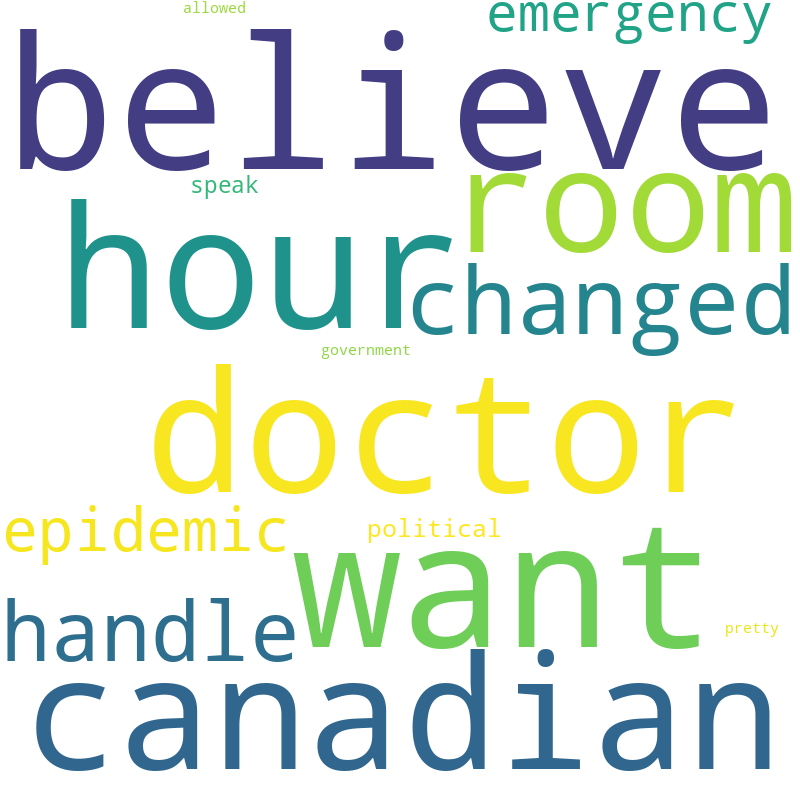 allowed
emergency
believe
speak
room
hour
changed
government
doctor
epidemic
political
want
handle
pretty
canadian